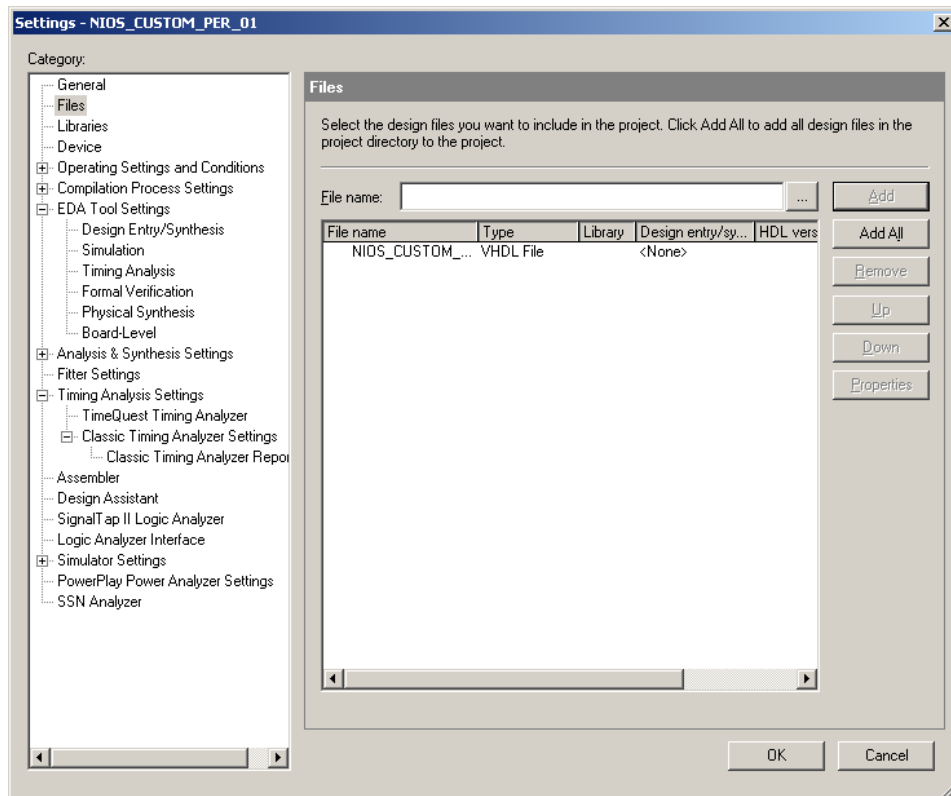 Settings - NIOS_CUSTOM_PER_01
Category:
General
Files
Libraries
Device
Operating Settings and Conditions
Compilation Process Settings
EDA Tool Settings
Design Entry/Synthesis
Simulation
Timing Analysis
Formal Verification
Physical Synthesis
Board-Level
Analysis & Synthesis Settings
Fitter Settings
Timing Analysis Settings
TimeQuest Timing Analyzer
Classic Timing Analyzer Settings
Classic Timing Analyzer Repor
Assembler
Design Assistant
SignalTap II Logic Analyzer
Logic Analyzer Interface
Simulator Settings
PowerPlay Power Analyzer Settings
SSN Analyzer
Files
Select the design files you want to include in the project. Click Add All to add all design files in the
project directory to the project.
File name: ... Add
File name Type Library Design entry/sy... HDL vers Add All
NIOS_CUSTOM_... VHDL File <None>
Remove
Up
Down
Properties
OK Cancel